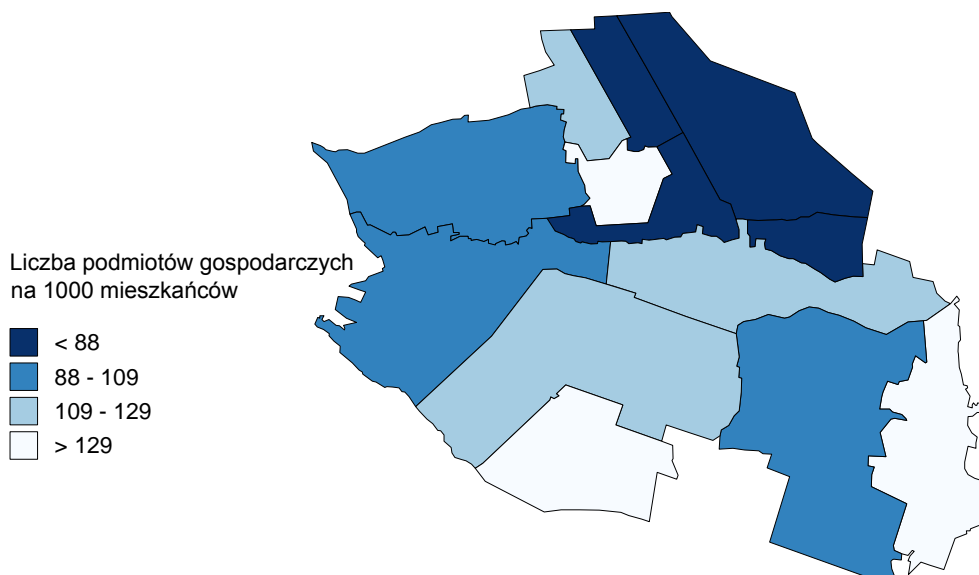 Liczba podmiotów gospodarczych
na 1000 mieszkańców
< 88
88 - 109
109 - 129
> 129